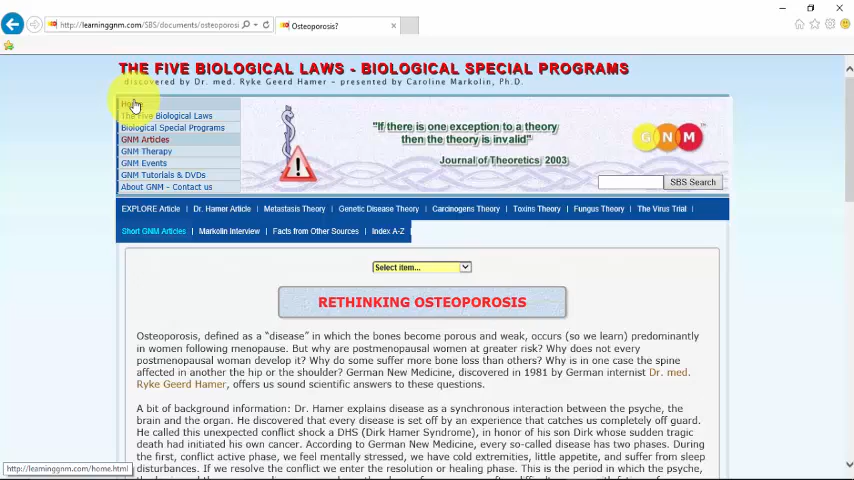 http://learninggnm.com/SBS/documents/osteoporosi
Osteoporosis?
THE FIVE BIOLOGICAL LAWS - BIOLOGICAL SPECIAL PROGRAMS
discovered by Dr. med. Ryke Geerd Hamer - presented by Caroline Markolin, Ph.D.
Home
The Five Biological Laws
Biological Special Programs
GNM Articles
GNM Therapy
GNM Events
GNM Tutorials & DVDs
About GNM - Contact us
"If there is one exception to a theory
then the theory is invalid"
Journal of Theoretics 2003
GNM
TM
SBS Search
EXPLORE Article | Dr. Hamer Article | Metastasis Theory | Genetic Disease Theory | Carcinogens Theory | Toxins Theory | Fungus Theory | The Virus Trial |
Short GNM Articles | Markolin Interview | Facts from Other Sources | Index A-Z |
Select item...
RETHINKING OSTEOPOROSIS
Osteoporosis, defined as a “disease” in which the bones become porous and weak, occurs (so we learn) predominantly
in women following menopause. But why are postmenopausal women at greater risk? Why does not every
postmenopausal woman develop it? Why do some suffer more bone loss than others? Why is in one case the spine
affected in another the hip or the shoulder? German New Medicine, discovered in 1981 by German internist Dr. med.
Ryke Geerd Hamer, offers us sound scientific answers to these questions.
A bit of background information: Dr. Hamer explains disease as a synchronous interaction between the psyche, the
brain and the organ. He discovered that every disease is set off by an experience that catches us completely off guard.
He called this unexpected conflict shock a DHS (Dirk Hamer Syndrome), in honor of his son Dirk whose sudden tragic
death had initiated his own cancer. According to German New Medicine, every so-called disease has two phases. During
the first, conflict active phase, we feel mentally stressed, we have cold extremities, little appetite, and suffer from sleep
disturbances. If we resolve the conflict we enter the resolution or healing phase. This is the period in which the psyche,
http://learninggnm.com/home.html